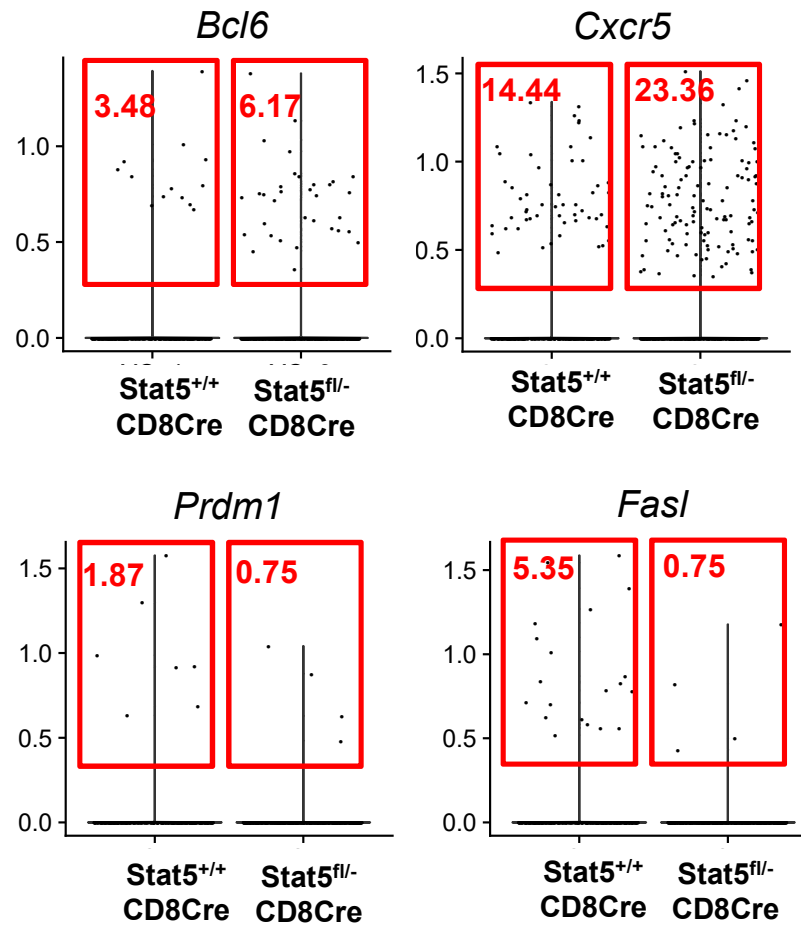 Bcl6
3.48 6.17
1.0
0.5
0.0
Stat5+/+ Stat5fl/-
CD8Cre CD8Cre
Cxcr5
14.44 23.36
1.5
1.0
0.5
0.0
Stat5+/+ Stat5fl/-
CD8Cre CD8Cre
Prdm1
1.87 0.75
1.5
1.0
0.5
0.0
Stat5+/+ Stat5fl/-
CD8Cre CD8Cre
Fasl
5.35 0.75
1.5
1.0
0.5
0.0
Stat5+/+ Stat5fl/-
CD8Cre CD8Cre